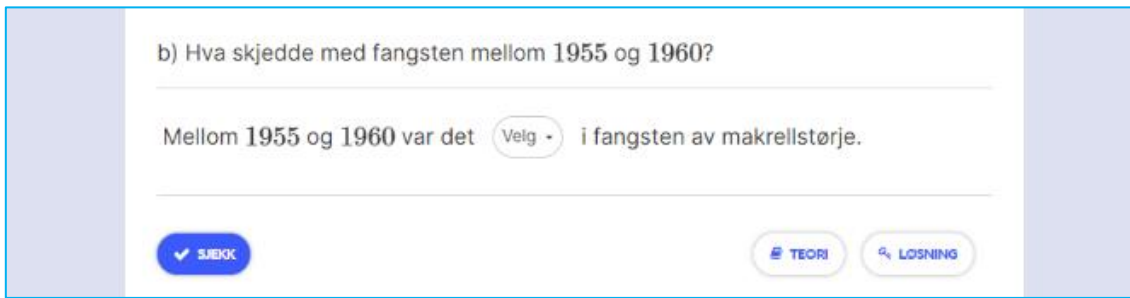 b) Hva skjedde med fangsten mellom 1955 og 1960?
Mellom 1955 og 1960 var det Velg i fangsten av makrellstørje.
SJEKK TEORI LØSNING